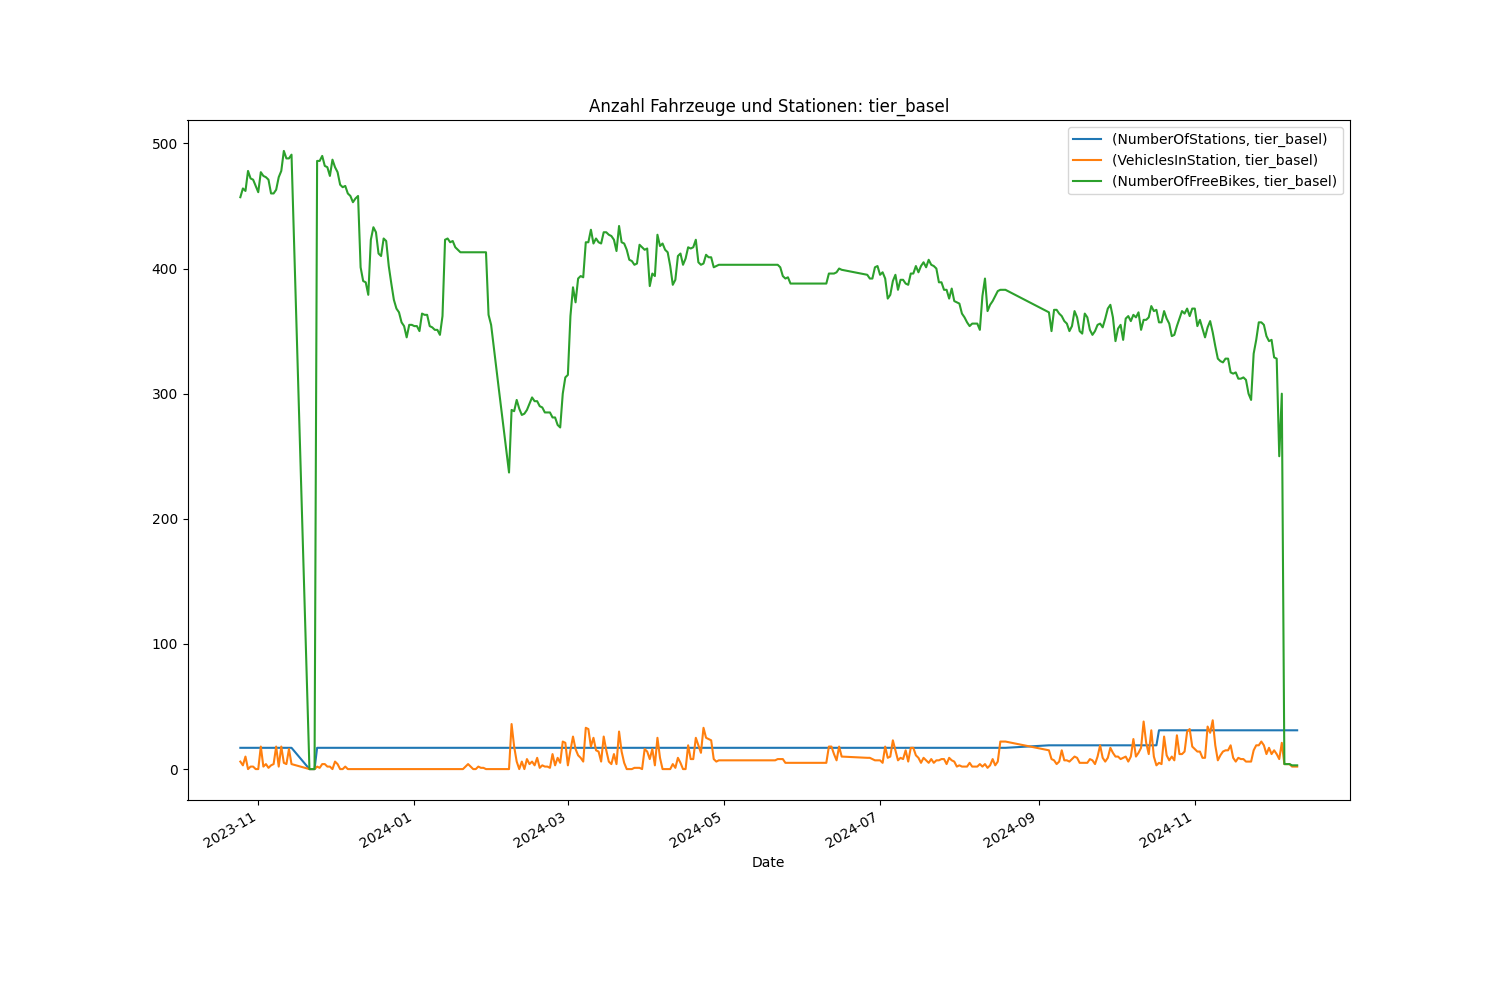 Anzahl Fahrzeuge und Stationen: tier_basel
(NumberOfStations, tier_basel)
(VehiclesInStation, tier_basel)
(NumberOfFreeBikes, tier_basel)
500
400
300
200
100
0
2023-11
2024-01
2024-03
2024-05
2024-07
2024-09
2024-11
Date